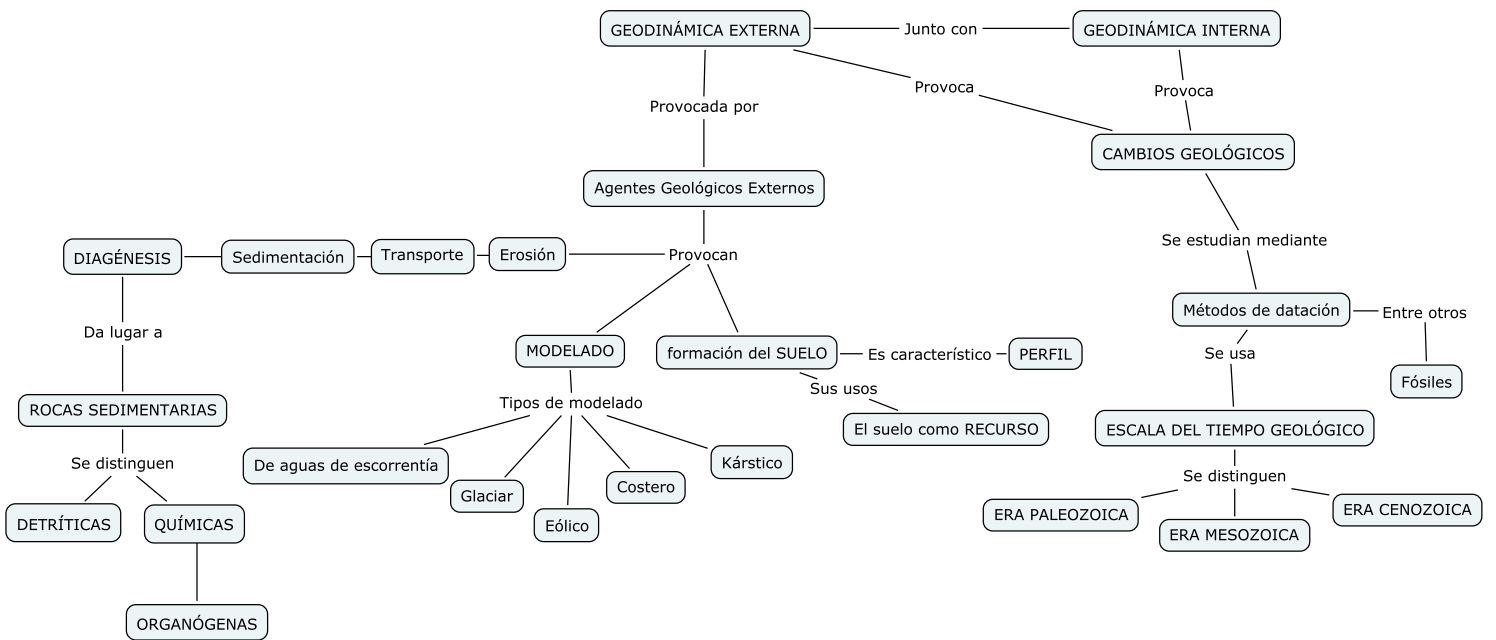 GEODINÁMICA EXTERNA
Junto con
GEODINÁMICA INTERNA
Provoca
Provoca
Provocada por
CAMBIOS GEOLÓGICOS
Agentes Geológicos Externos
Se estudian mediante
DIAGÉNESIS
Sedimentación
Transporte
Erosión
Provocan
Métodos de datación
Entre otros
Da lugar a
MODELADO
formación del SUELO
Es característico
PERFIL
Se usa
Fósiles
Sus usos
ROCAS SEDIMENTARIAS
Tipos de modelado
El suelo como RECURSO
ESCALA DEL TIEMPO GEOLÓGICO
Se distinguen
De aguas de escorrentía
Glaciar
Eólico
Costero
Kárstico
Se distinguen
DETRÍTICAS
QUÍMICAS
ERA PALEOZOICA
ERA MESOZOICA
ERA CENOZOICA
ORGANÓGENAS